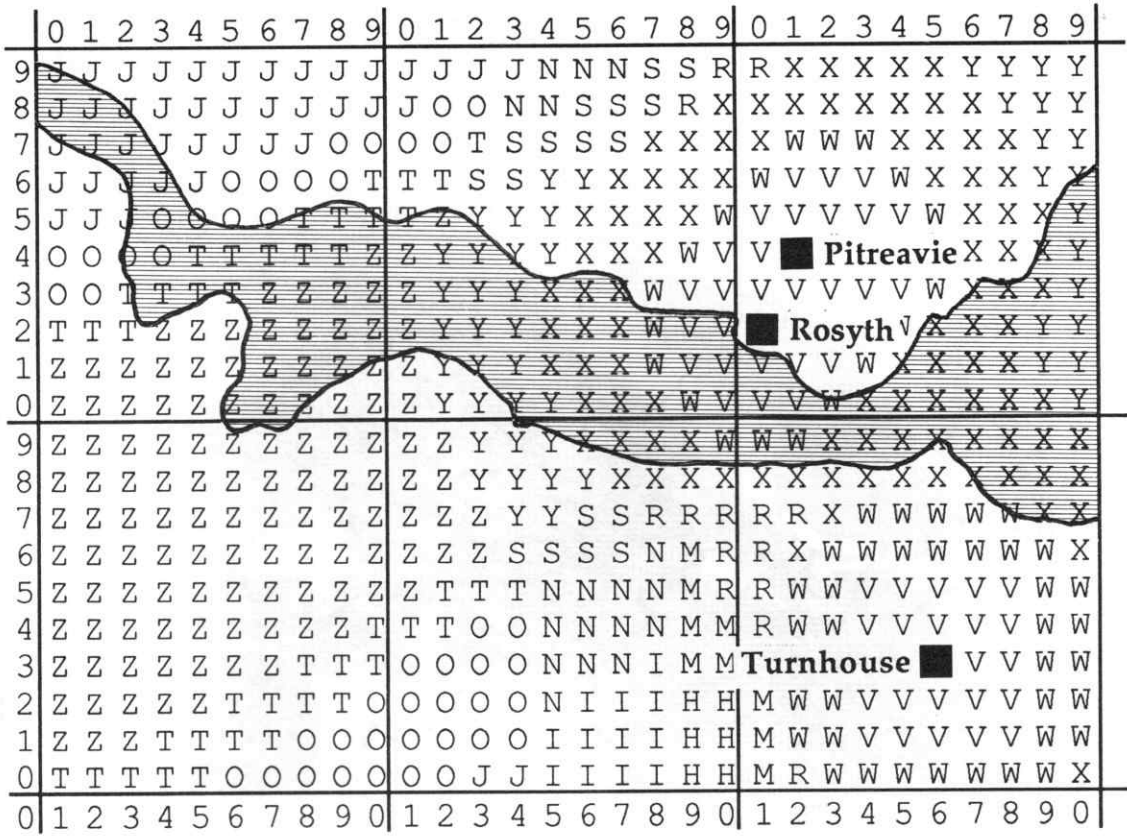 0 1 2 3 4 5 6 7 8 9 0 1 2 3 4 5 6 7 8 9 0 1 2 3 4 5 6 7 8 9
9 J J J J J J J J J J J J J J N N N S S R R X X X X X Y Y Y Y
8 J J J J J J J J J J J O O N N S S S R X X X X X X X X Y Y Y
7 J J J J J J J J O O O O T S S S S X X X X W W W X X X X Y Y
6 J J J J J O O O O T T T S S Y Y X X X X W V V V W X X X Y Y
5 J J J O O O O T T T T Z Y Y Y X X X X W V V V V V W X X X Y
4 O O O O T T T T T Z Z Y Y Y Y X X X W V V Pitreavie X X X Y
3 O O T T T T Z Z Z Z Z Y Y Y X X X W V V V V V V V W X X X Y
2 T T T Z Z Z Z Z Z Z Z Y Y Y X X X W V V Rosyth V X X X Y Y
1 Z Z Z Z Z Z Z Z Z Z Z Y Y Y X X X W V V V V V W X X X X Y Y
0 Z Z Z Z Z Z Z Z Z Z Z Y Y Y Y X X X W V V V W X X X X X X Y
9 Z Z Z Z Z Z Z Z Z Z Z Z Y Y Y X X X X W W W X X X X X X X X
8 Z Z Z Z Z Z Z Z Z Z Z Z Y Y Y Y X X X X X X X X X X X X X X
7 Z Z Z Z Z Z Z Z Z Z Z Z Z Y Y S S R R R R R X W W W W W X X
6 Z Z Z Z Z Z Z Z Z Z Z Z Z S S S S N M R R X W W W W W W W X
5 Z Z Z Z Z Z Z Z Z Z Z T T T N N N N M R R W W V V V V V W W
4 Z Z Z Z Z Z Z Z Z T T T O O N N N N M M R W W V V V V V W W
3 Z Z Z Z Z Z Z T T T O O O O N N N I M M Turnhouse V V W W
2 Z Z Z Z Z T T T T O O O O O N I I I H H M W W V V V V V W W
1 Z Z Z T T T T O O O O O O O I I I I H H M W W V V V V V W W
0 T T T T T O O O O O O O J J I I I I H H M R W W W W W W W X
0 1 2 3 4 5 6 7 8 9 0 1 2 3 4 5 6 7 8 9 0 1 2 3 4 5 6 7 8 9 0